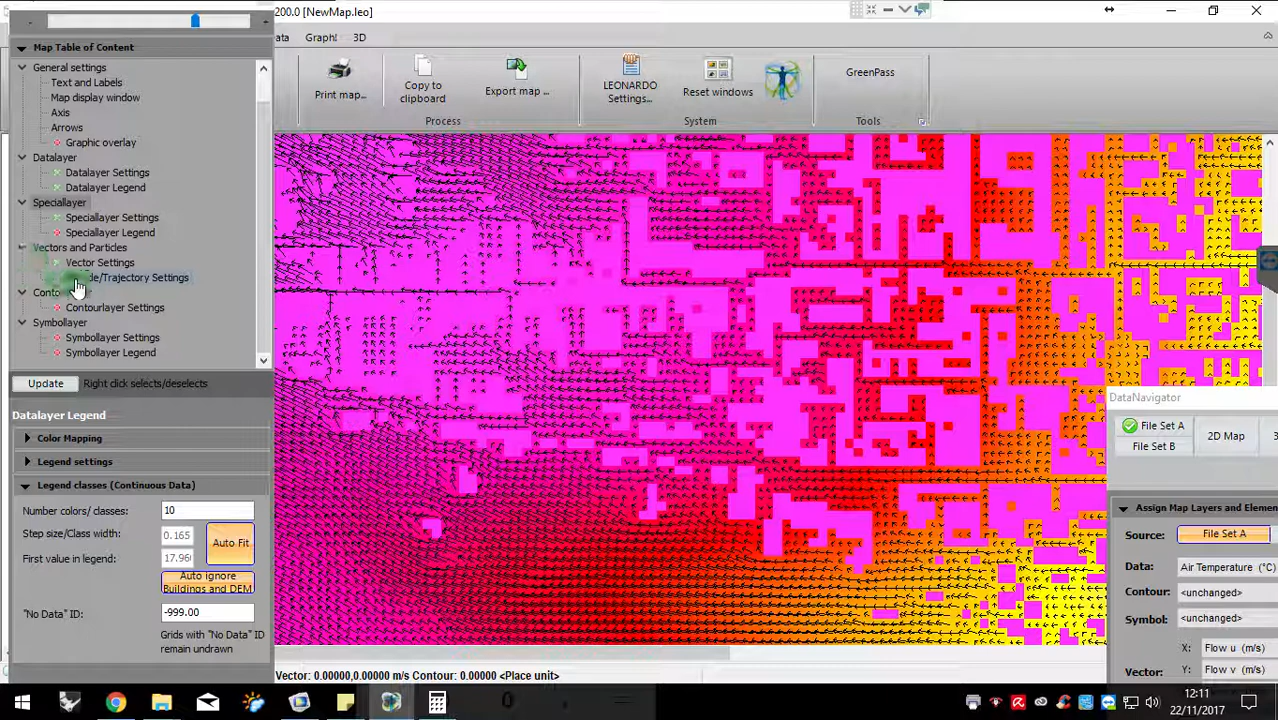 200.0 [NewMap.leo]
Map Table of Content
General settings
Text and Labels
Map display window
Axis
Arrows
Graphic overlay
Datalayer
Datalayer Settings
Datalayer Legend
Speciallayer
Speciallayer Settings
Speciallayer Legend
Vectors and Particles
Vector Settings
le/Trajectory Settings
Conto
Contourlayer Settings
Symbollayer
Symbollayer Settings
Symbollayer Legend
Update Right click selects/deselects
Datalayer Legend
Color Mapping
Legend settings
Legend classes (Continuous Data)
Number colors/ classes: 10
Step size/Class width: 0.165
First value in legend: 17.96
Auto Fit
Auto ignore
Buildings and DEM
"No Data" ID: -999.00
Grids with "No Data" ID
remain undrawn
ata Graph! 3D
Print map...
Copy to
clipboard
Export map ...
Process
LEONARDO
Settings...
Reset windows
System
GreenPass
Tools
DataNavigator
File Set A
File Set B
2D Map
3
Assign Map Layers and Eleme
Source: File Set A
Data: Air Temperature (°C)
Contour: <unchanged>
Symbol: <unchanged>
X: Flow u (m/s)
Vector: Y: Flow v (m/s)
Vector: 0.00000,0.00000 m/s Contour: 0.00000 <Place unit>
12:11
22/11/2017